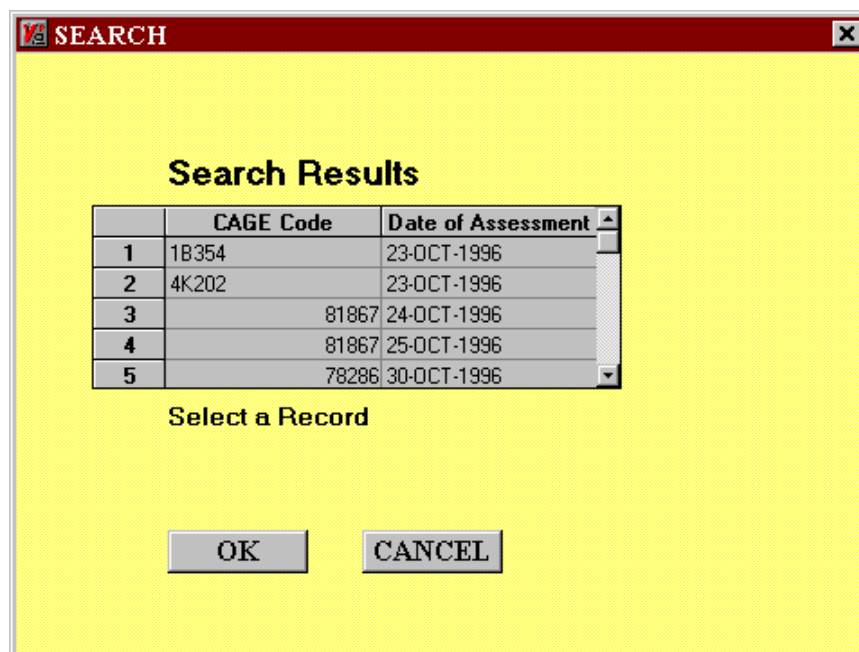 SEARCH
Search Results
CAGE Code Date of Assessment
1 1B354 23-OCT-1996
2 4K202 23-OCT-1996
3 81867 24-OCT-1996
4 81867 25-OCT-1996
5 78286 30-OCT-1996
Select a Record
OK CANCEL